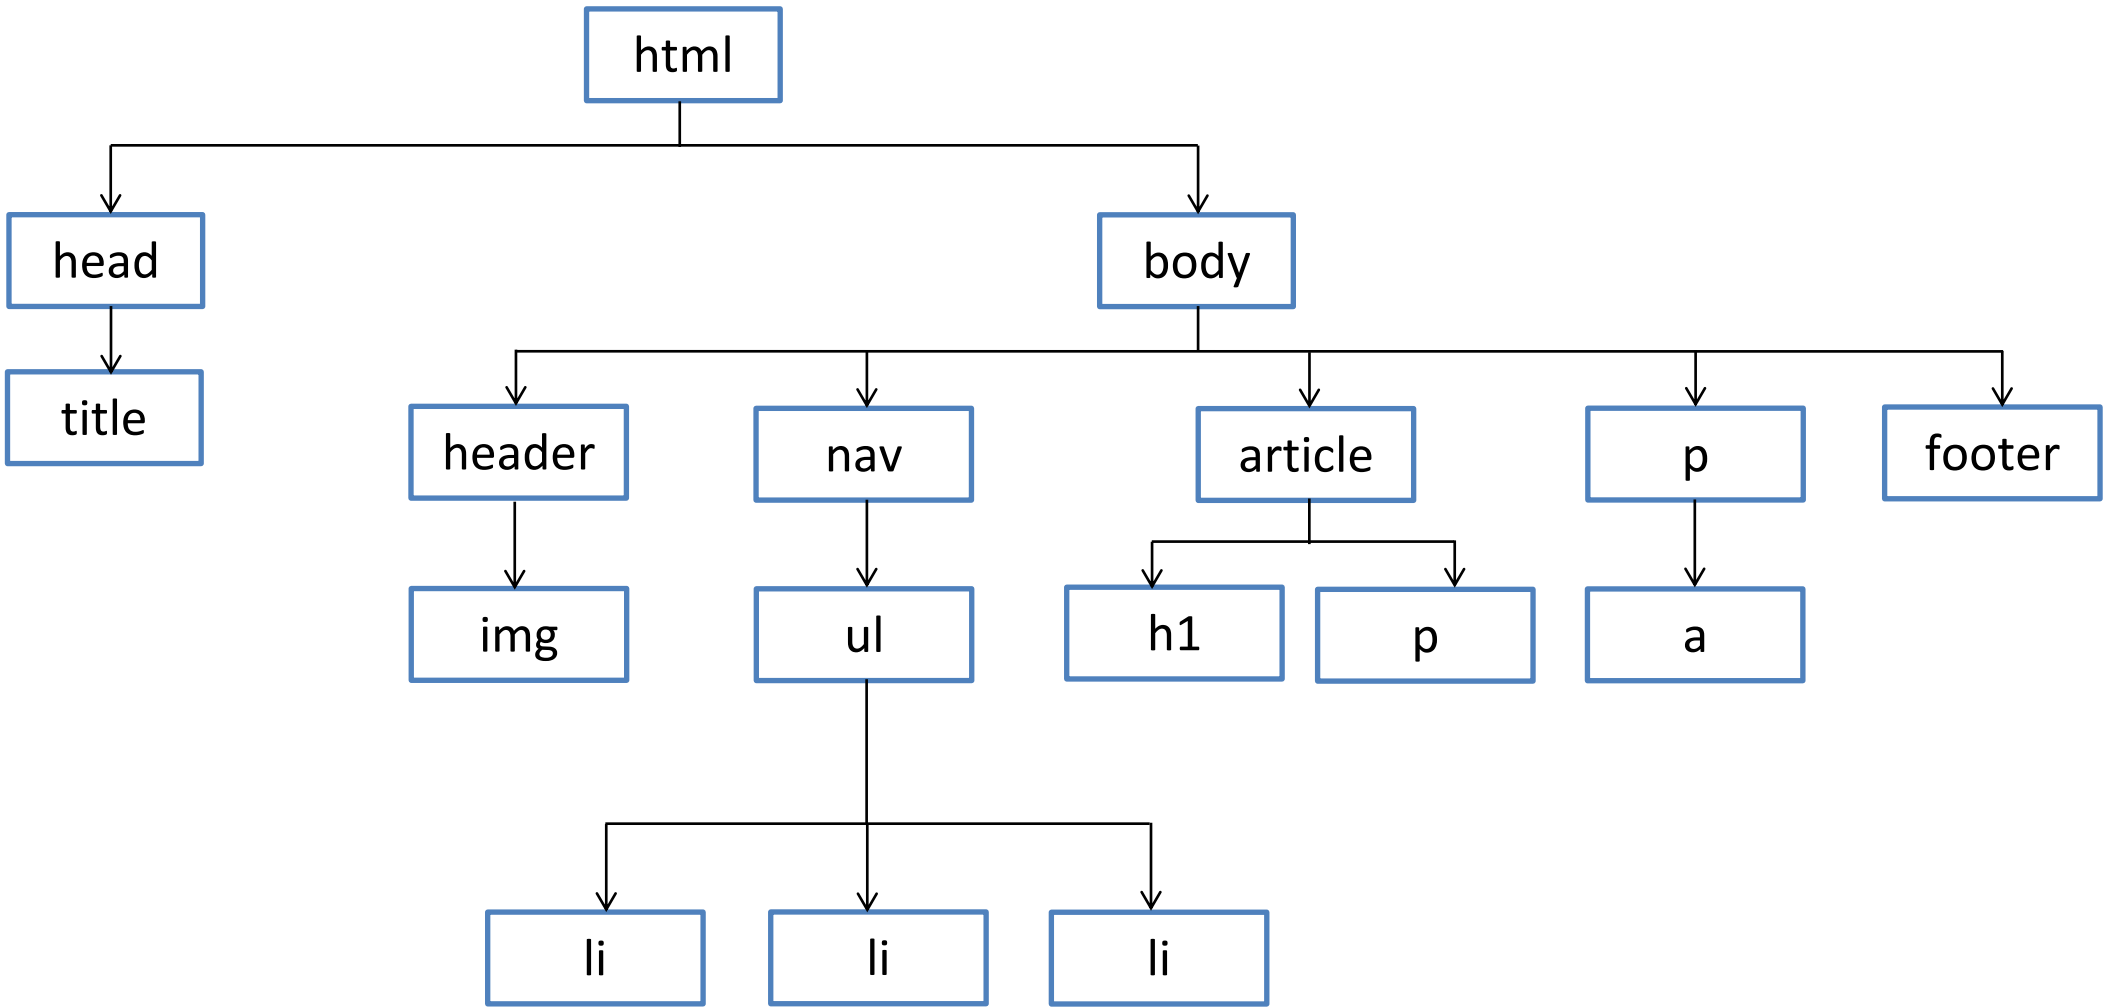 html
head
body
title
header
nav
article
p
footer
img
ul
h1
p
a
li
li
li